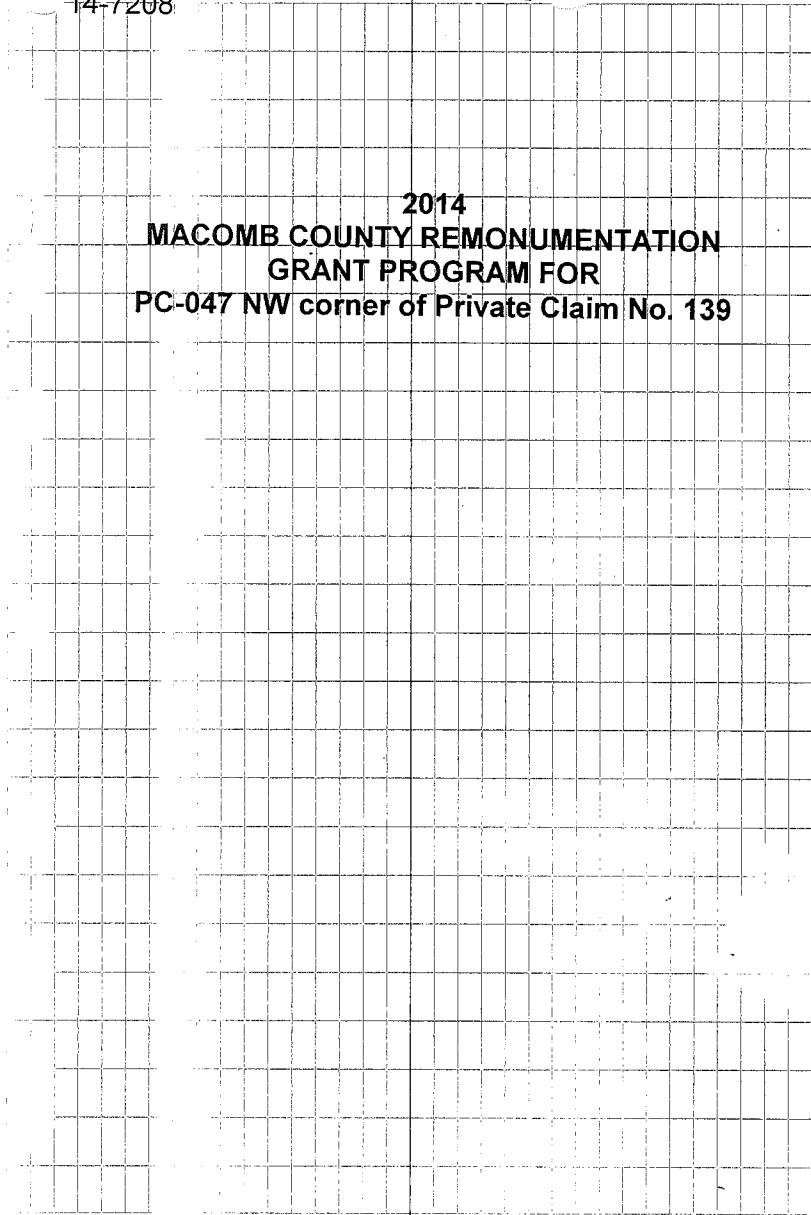 14-7208
2014
MACOMB COUNTY REMONUMENTATION
GRANT PROGRAM FOR
PC-047 NW corner of Private Claim No. 139